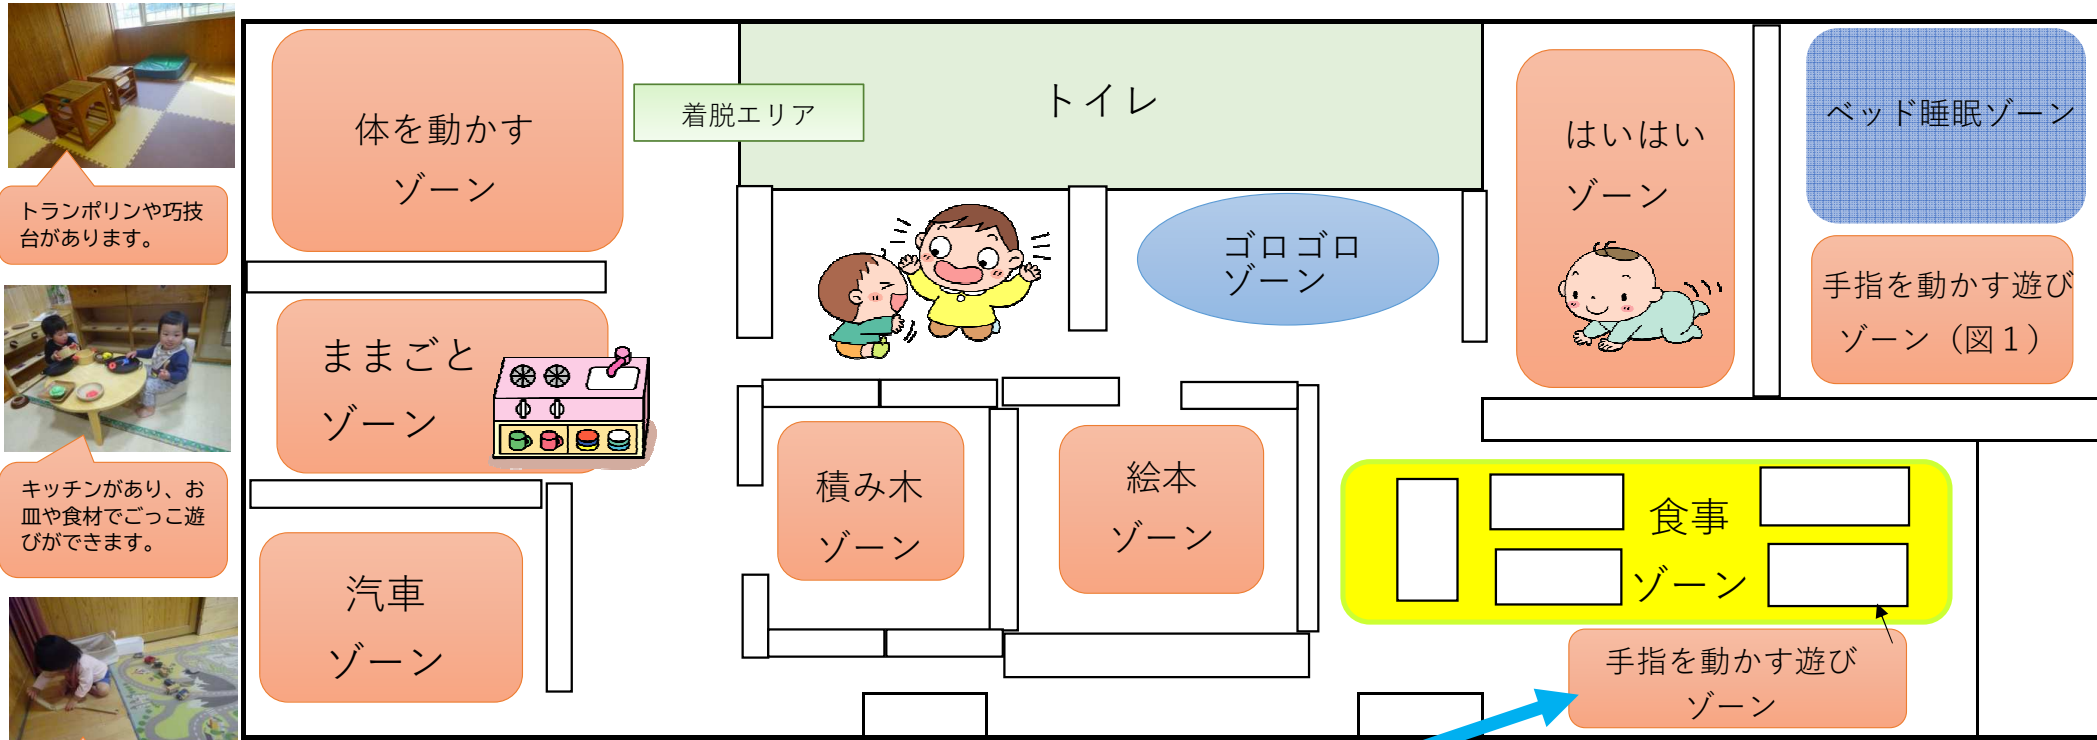 トランポリンや巧技
台があります。
キッチンがあり、お
皿や食材でごっこ遊
びができます。
体を動かす
ゾーン
着脱エリア
トイレ
はいはい
ゾーン
ベッド睡眠ゾーン
ゴロゴロ
ゾーン
手指を動かす遊び
ゾーン（図１）
ままごと
ゾーン
積み木
ゾーン
絵本
ゾーン
食事
ゾーン
汽車
ゾーン
手指を動かす遊び
ゾーン